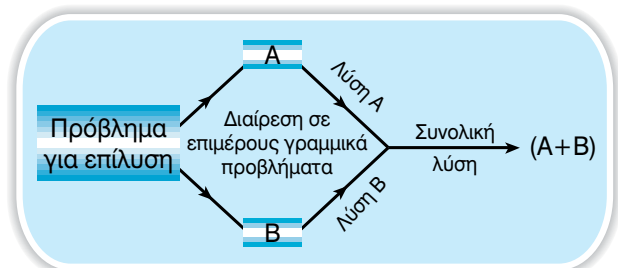 Α
Λύση Α
Πρόβλημα
για επίλυση
Διαίρεση σε
επιμέρους γραμμικά
προβλήματα
Συνολική
λύση
(Α+Β)
Λύση Β
Β